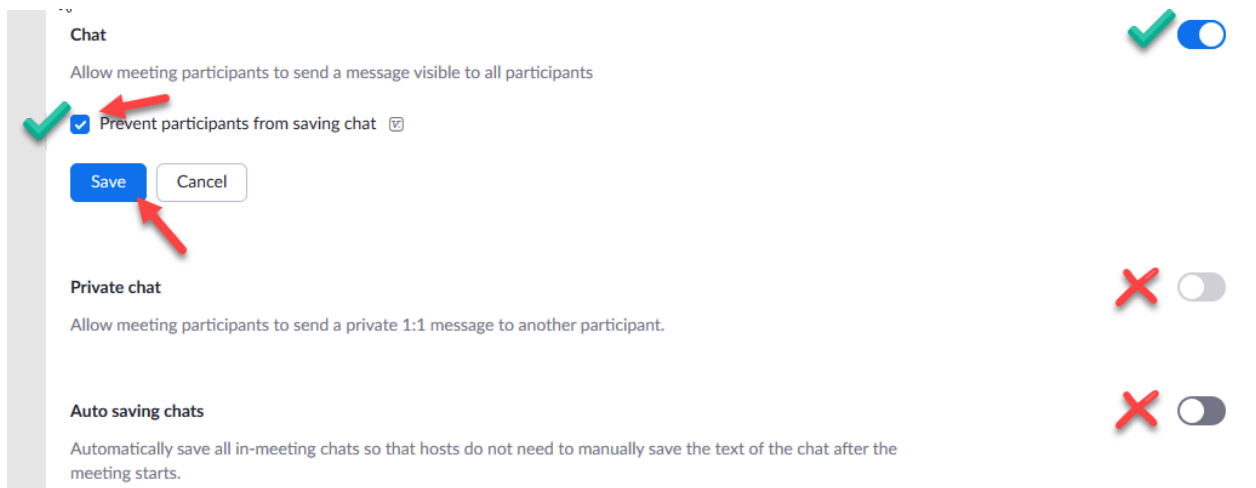 Chat
Allow meeting participants to send a message visible to all participants
Prevent participants from saving chat
Save
Cancel
Private chat
Allow meeting participants to send a private 1:1 message to another participant.
Auto saving chats
Automatically save all in-meeting chats so that hosts do not need to manually save the text of the chat after the
meeting starts.